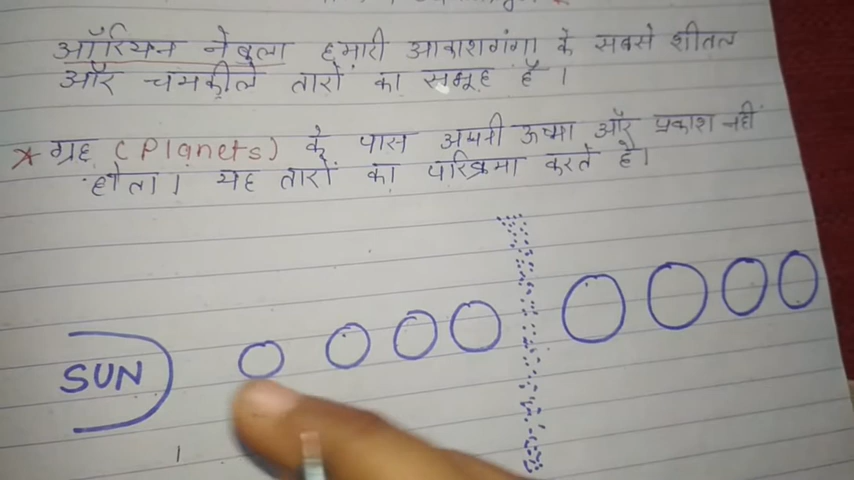 ऑरियन नेबुला हमारी आकाशगंगा के सबसे शीतल
और चमकीले तारों का समूह है ।
* ग्रह (Planets) के पास अपनी ऊष्मा और प्रकाश नहीं
होता । यह तारों का परिक्रमा करते है।
SUN